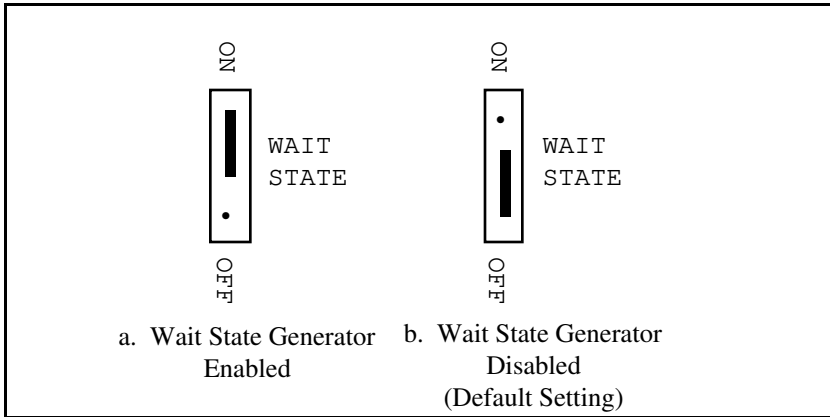 ON
WAIT
STATE
OFF
a. Wait State Generator
Enabled
ON
WAIT
STATE
OFF
b. Wait State Generator
Disabled
(Default Setting)